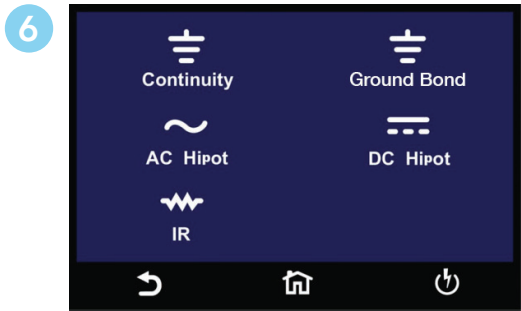 6
Continuity Ground Bond
AC Hipot DC Hipot
IR